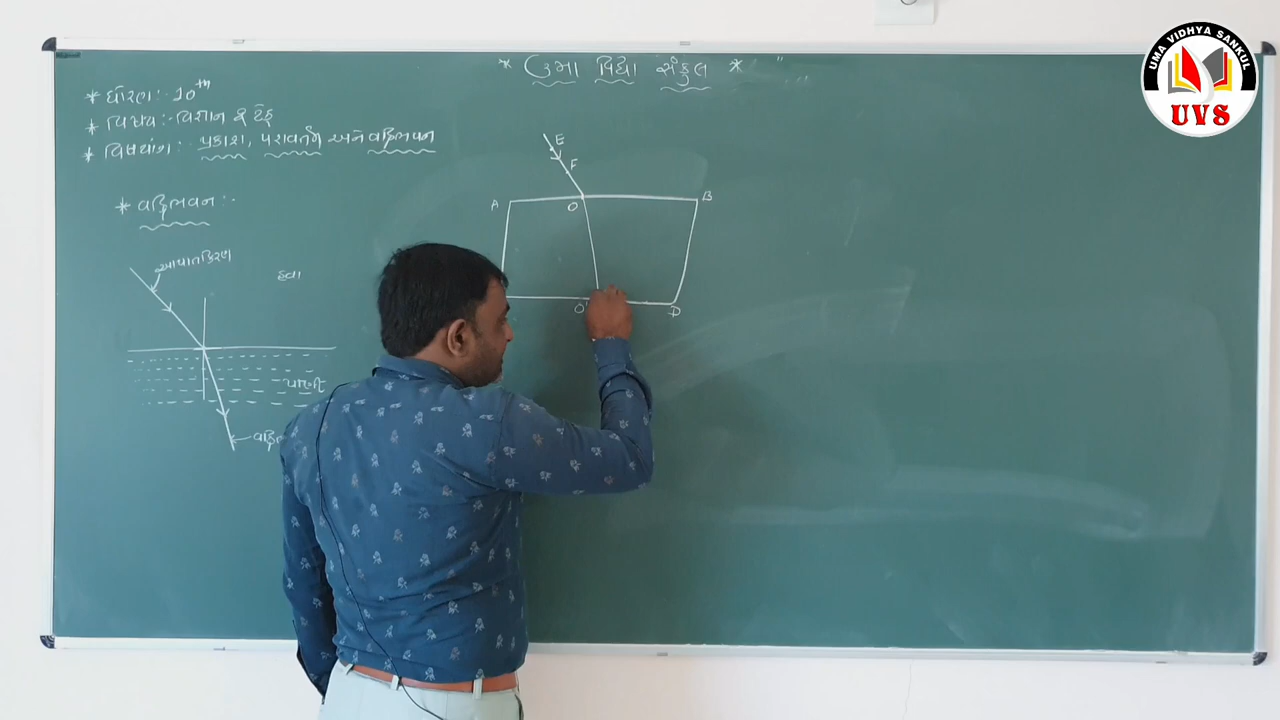 * ઉમા વિદ્યા સંકુલ *
* ધોરણ :- 10th
* વિષય :- વિજ્ઞાન & ટેક
* વિષયાંગ :- પ્રકાશ, પરાવર્તન અને વક્રીભવન
* વક્રીભવન :-
આપાતકિરણ
હવા
પાણી
વક્રી
E
F
A O B
O' D
UMA VIDHYA SANKUL
UVS